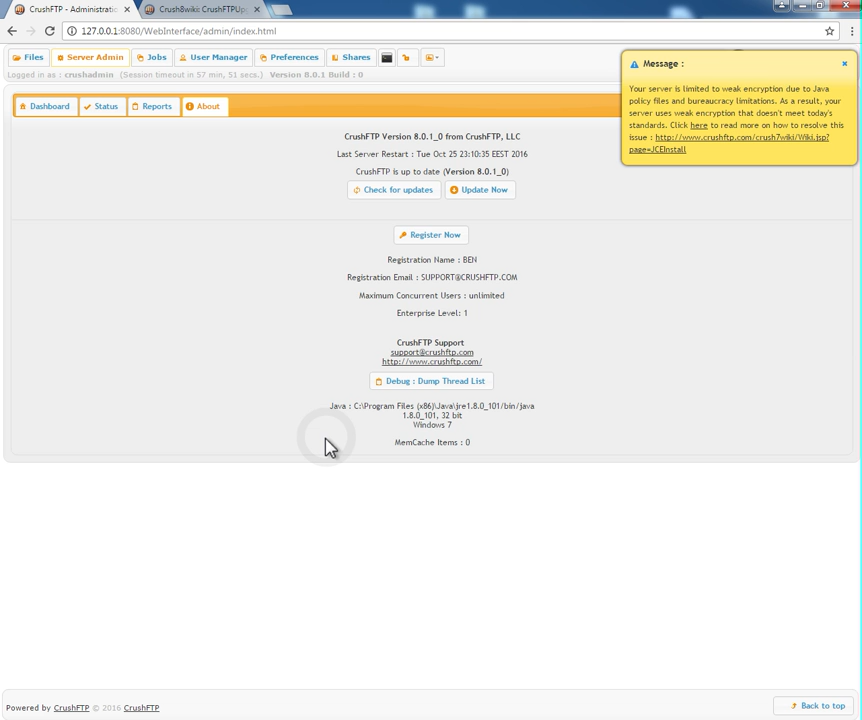 CrushFTP - Administratio
Crush8wiki: CrushFTPUp
127.0.0.1:8080/WebInterface/admin/index.html
Files Server Admin Jobs User Manager Preferences Shares
Logged in as : crushadmin (Session timeout in 57 min, 51 secs.) Version 8.0.1 Build : 0
Message :
Your server is limited to weak encryption due to Java
policy files and bureaucracy limitations. As a result, your
server uses weak encryption that doesn't meet today's
standards. Click here to read more on how to resolve this
issue : http://www.crushftp.com/crush7wiki/Wiki.jsp?
page=JCEInstall
Dashboard Status Reports About
CrushFTP Version 8.0.1_0 from CrushFTP, LLC
Last Server Restart : Tue Oct 25 23:10:35 EEST 2016
CrushFTP is up to date (Version 8.0.1_0)
Check for updates Update Now
Register Now
Registration Name : BEN
Registration Email : SUPPORT@CRUSHFTP.COM
Maximum Concurrent Users : unlimited
Enterprise Level: 1
CrushFTP Support
support@crushftp.com
http://www.crushftp.com/
Debug : Dump Thread List
Java : C:\Program Files (x86)\Java\jre1.8.0_101/bin/java
1.8.0_101, 32 bit
Windows 7
MemCache Items : 0
Powered by CrushFTP © 2016 CrushFTP
Back to top